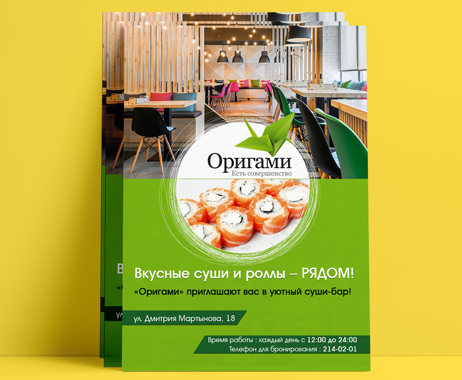 Оригами
Есть совершенство
Вкусные суши и роллы – РЯДОМ!
«Оригами» приглашают вас в уютный суши-бар!
ул. Дмитрия Мартынова, 18
Время работы : каждый день с 12:00 до 24:00
Телефон для бронирования : 214-02-01